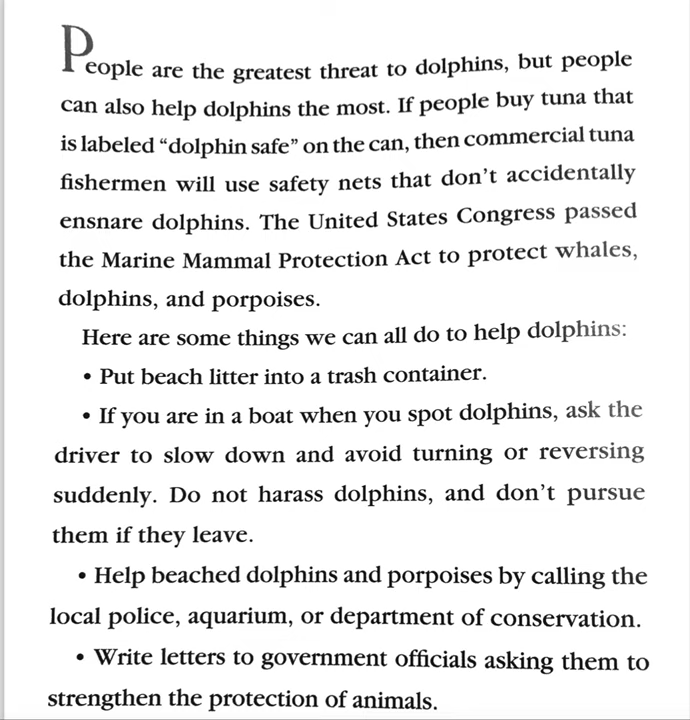 People are the greatest threat to dolphins, but people
can also help dolphins the most. If people buy tuna that
is labeled “dolphin safe” on the can, then commercial tuna
fishermen will use safety nets that don’t accidentally
ensnare dolphins. The United States Congress passed
the Marine Mammal Protection Act to protect whales,
dolphins, and porpoises.
Here are some things we can all do to help dolphins:
• Put beach litter into a trash container.
• If you are in a boat when you spot dolphins, ask the
driver to slow down and avoid turning or reversing
suddenly. Do not harass dolphins, and don’t pursue
them if they leave.
• Help beached dolphins and porpoises by calling the
local police, aquarium, or department of conservation.
• Write letters to government officials asking them to
strengthen the protection of animals.